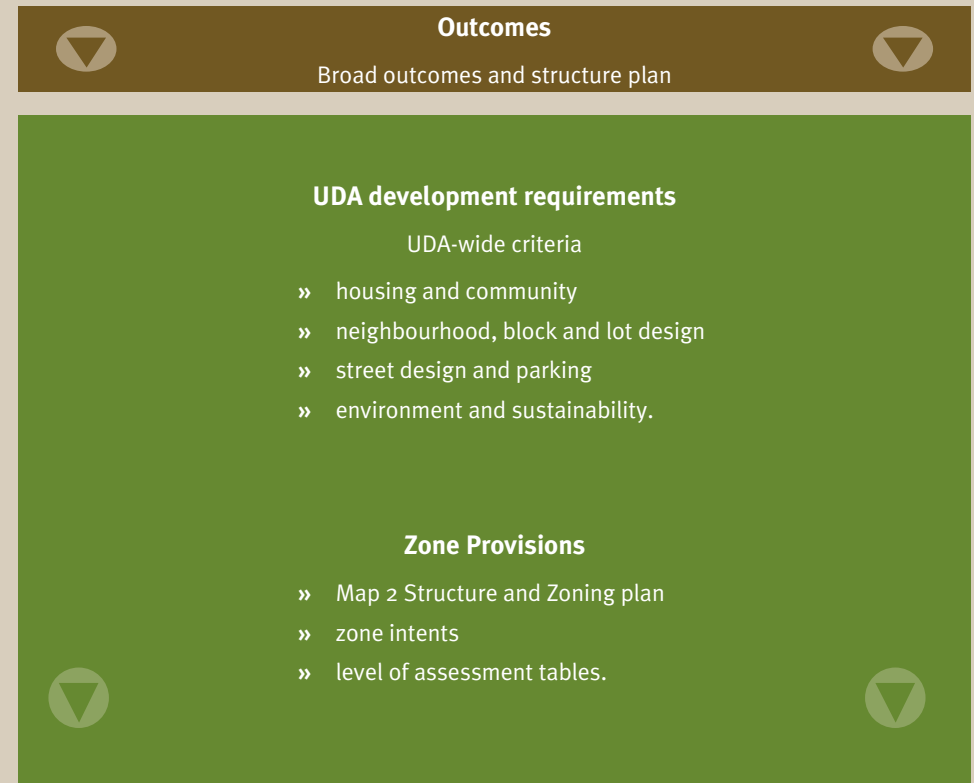 Outcomes
Broad outcomes and structure plan
UDA development requirements
UDA-wide criteria
» housing and community
» neighbourhood, block and lot design
» street design and parking
» environment and sustainability.
Zone Provisions
» Map 2 Structure and Zoning plan
» zone intents
» level of assessment tables.